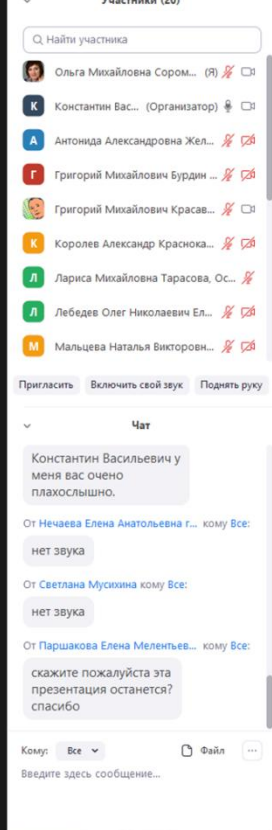 Участники (20)
Найти участника
Ольга Михайловна Сором... (Я)
К Константин Вас... (Организатор)
А Антонида Александровна Жел...
Г Григорий Михайлович Бурдин ...
Григорий Михайлович Красав...
К Королев Александр Краснока...
Л Лариса Михайловна Тарасова, Ос...
Л Лебедев Олег Николаевич Ел...
М Мальцева Наталья Викторовн...
Пригласить Включить свой звук Поднять руку
Чат
Константин Васильевич у
меня вас очено
плахослышно.
От Нечаева Елена Анатольевна г... кому Все:
нет звука
От Светлана Мусихина кому Все:
нет звука
От Паршакова Елена Мелентьев... кому Все:
скажите пожалуйста эта
презентация останется?
спасибо
Кому: Все Файл ...
Введите здесь сообщение...